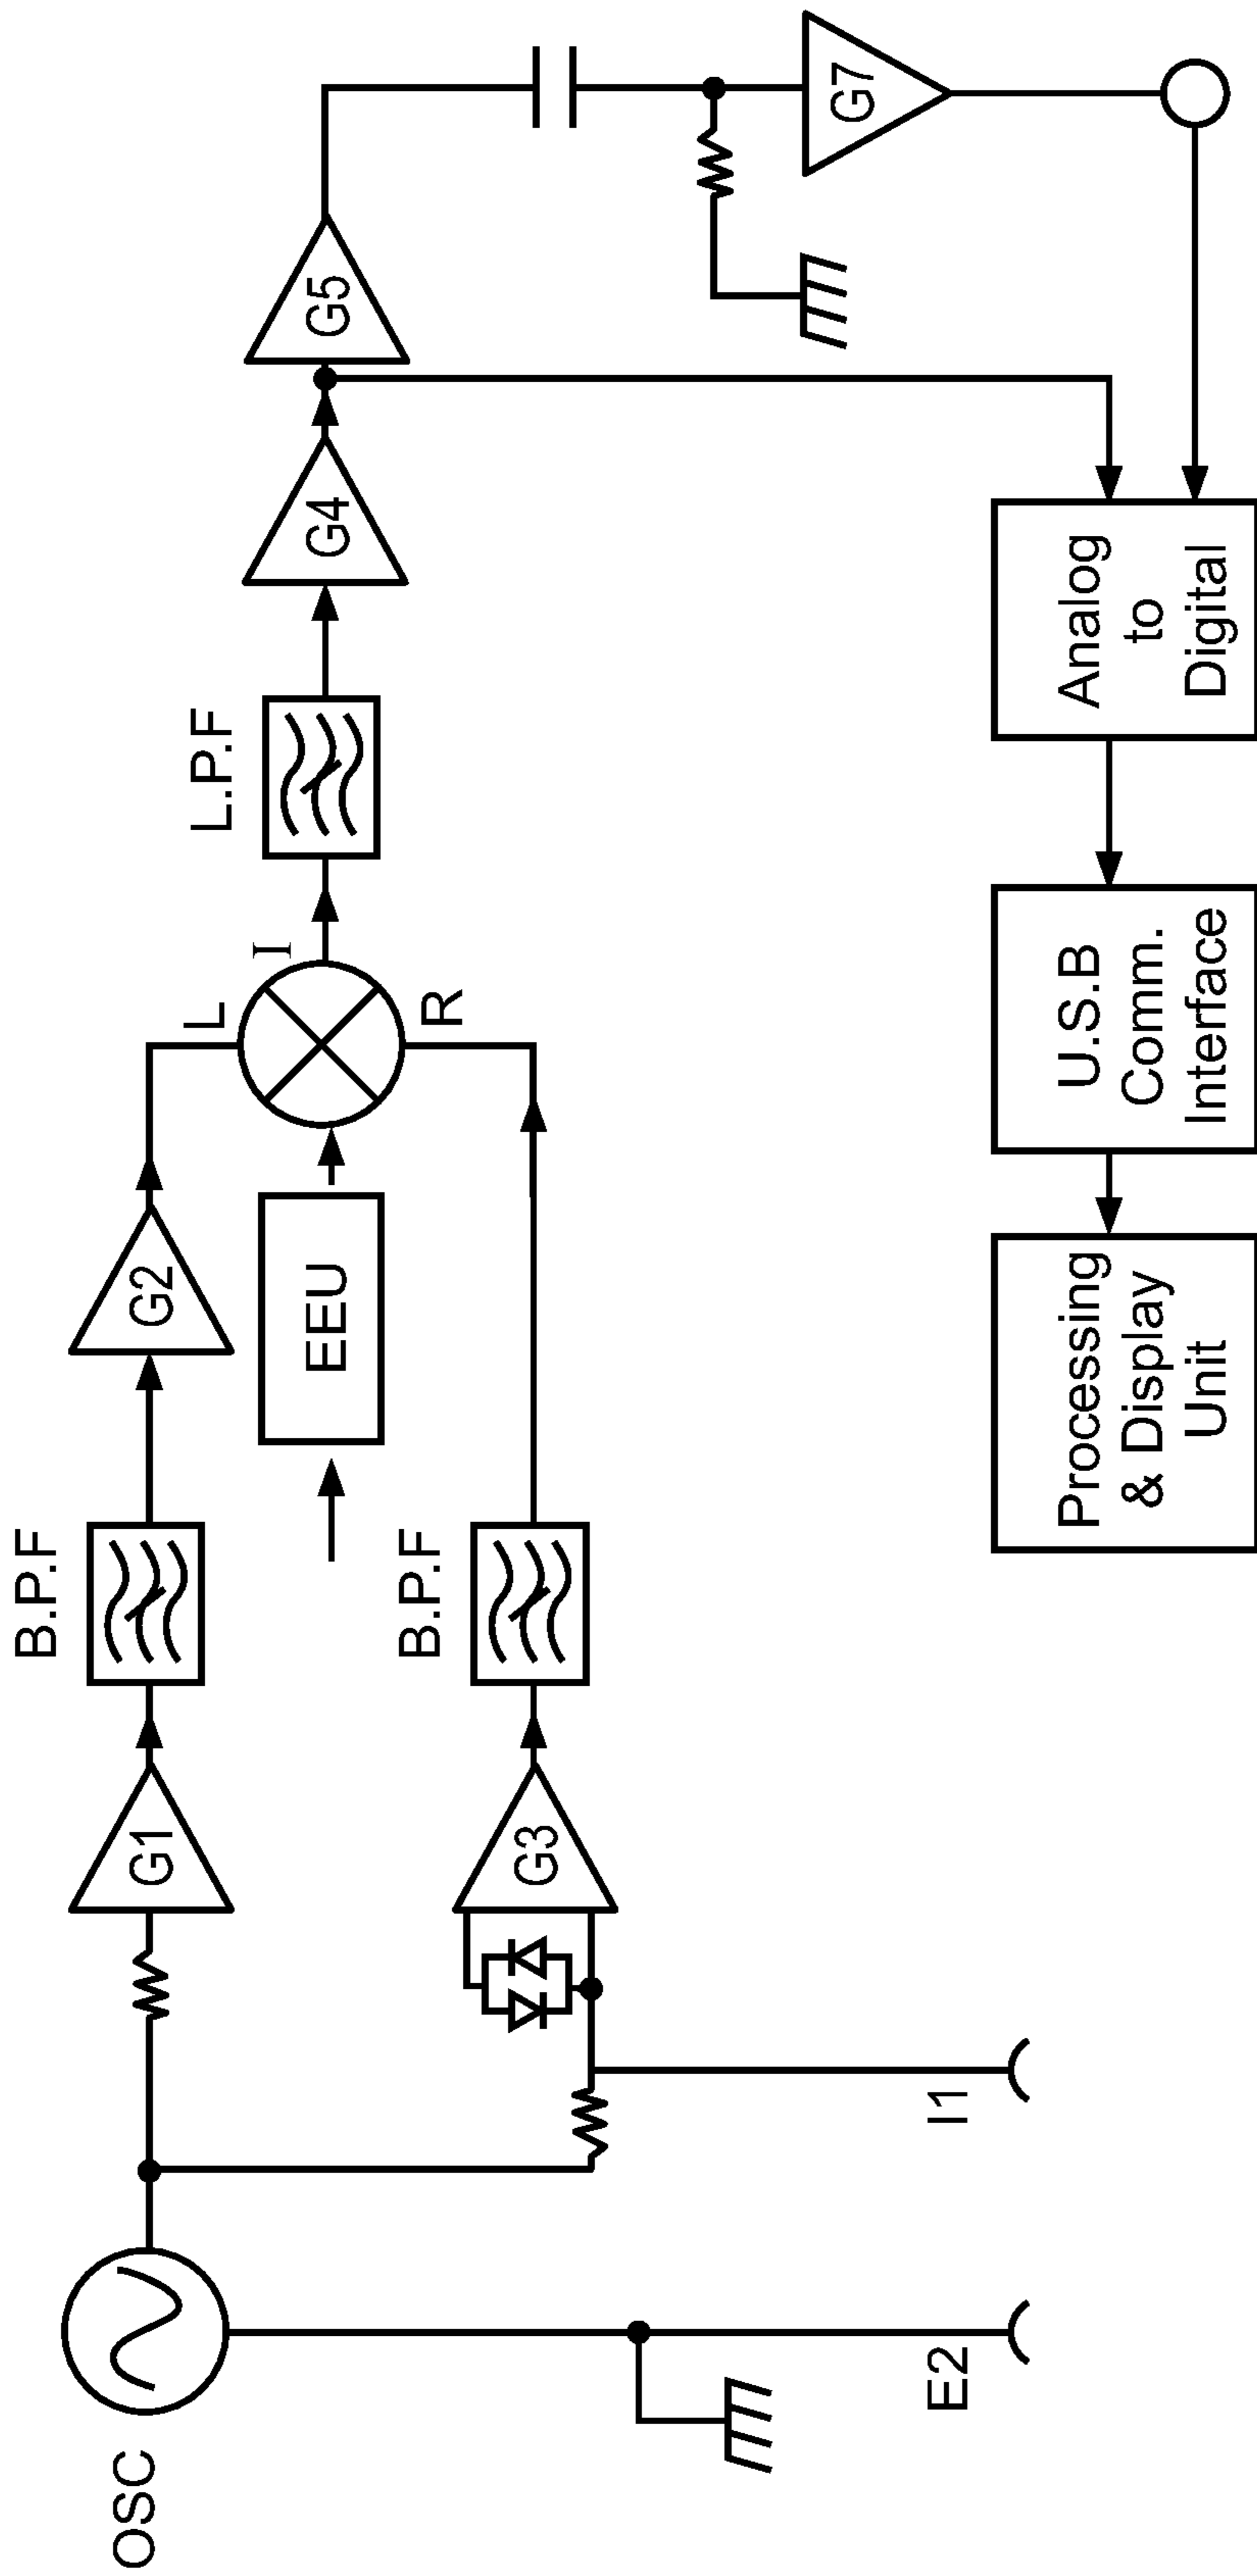 OSC
G1
B.P.F
G2
L
I
L.P.F
G4
G5
EEU
R
G3
B.P.F
G7
I1
E2
Processing
& Display
Unit
U.S.B
Comm.
Interface
Analog
to
Digital